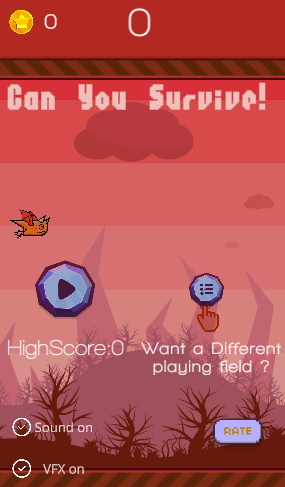 0 0
Can You Survive!
HighScore:0
Want a Different
playing field ?
Sound on
RATE
VFX on